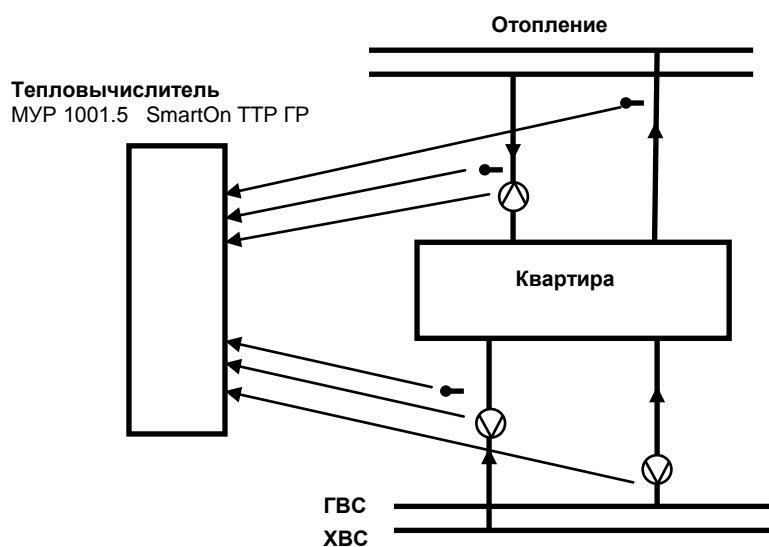 Отопление
Тепловычислитель
МУР 1001.5 SmartOn ТТР ГР
Квартира
ГВС
ХВС